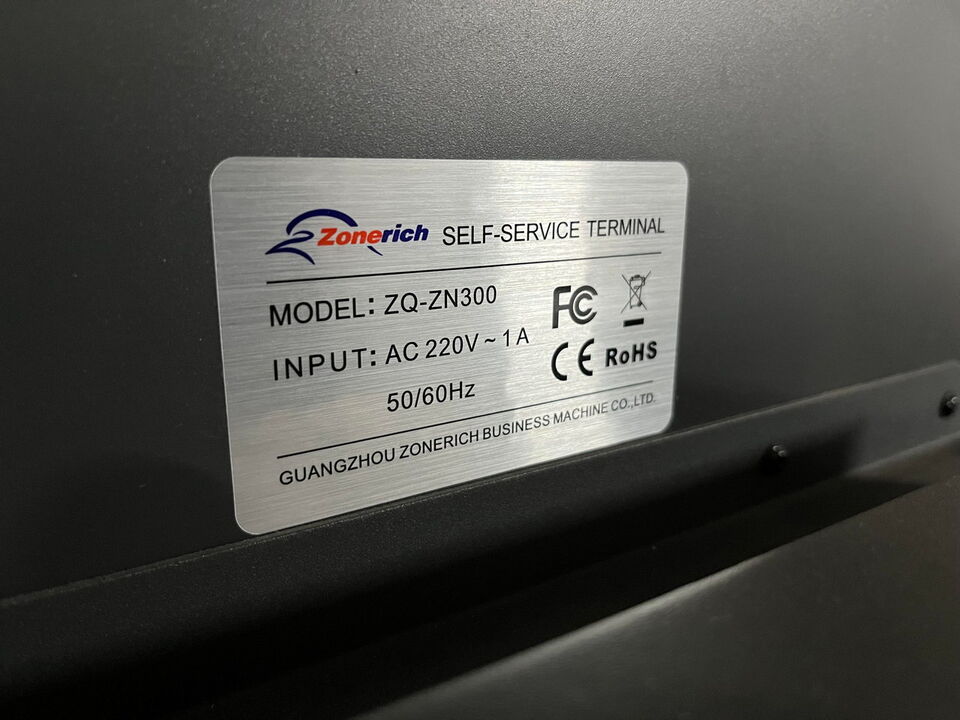 Zonerich SELF-SERVICE TERMINAL
MODEL: ZQ-ZN300
INPUT: AC 220V ~ 1 A
50/60Hz
FC
CE RoHS
GUANGZHOU ZONERICH BUSINESS MACHINE CO.,LTD.